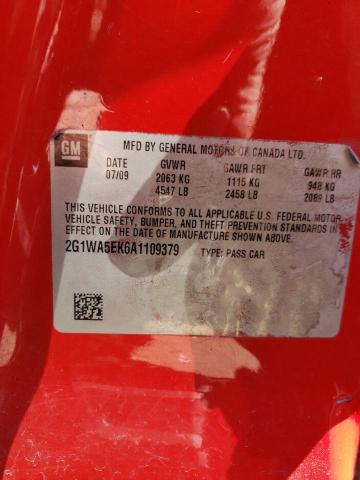 GM
MFD BY GENERAL MOTORS OF CANADA LTD.
DATE GVWR GAWR FRT GAWR RR
07/09 2063 KG 1115 KG 948 KG
4547 LB 2458 LB 2089 LB
THIS VEHICLE CONFORMS TO ALL APPLICABLE U.S. FEDERAL MOTOR
VEHICLE SAFETY, BUMPER, AND THEFT PREVENTION STANDARDS IN
EFFECT ON THE DATE OF MANUFACTURE SHOWN ABOVE.
2G1WA5EK6A1109379 TYPE: PASS CAR